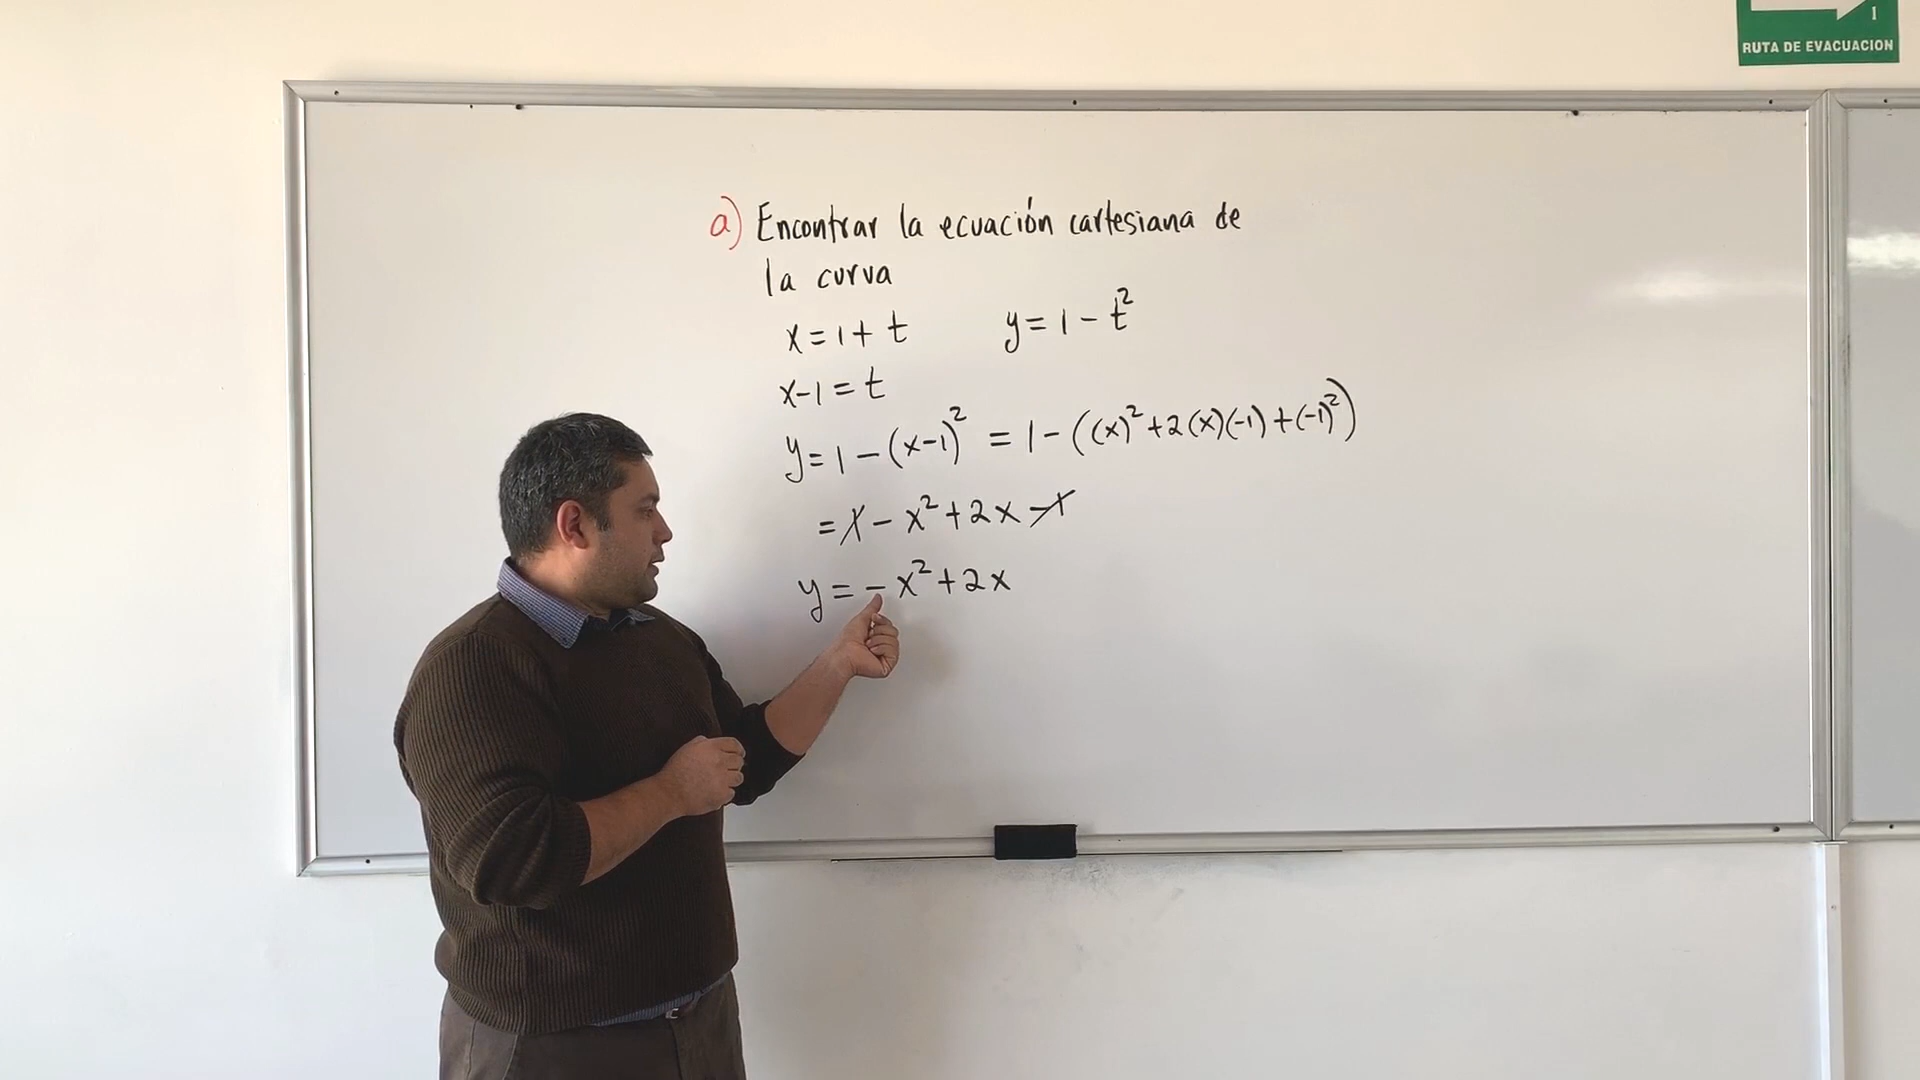 1
RUTA DE EVACUACION
a) Encontrar la ecuación cartesiana de
la curva
x = 1 + t y = 1 - t²
x-1 = t
y = 1 - (x-1)² = 1 - ((x)² + 2(x)(-1) + (-1)²)
= 1 - x² + 2x - 1
y = - x² + 2x